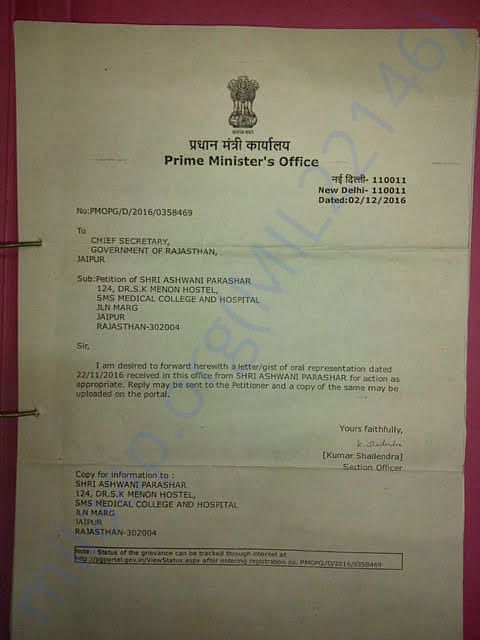 प्रधान मंत्री कार्यालय
Prime Minister's Office
नई दिल्ली- 110011
New Delhi- 110011
Dated:02/12/2016
No:PMOPG/D/2016/0358469
To
CHIEF SECRETARY,
GOVERNMENT OF RAJASTHAN,
JAIPUR
Sub:Petition of SHRI ASHWANI PARASHAR
124, DR.S.K MENON HOSTEL,
SMS MEDICAL COLLEGE AND HOSPITAL
JLN MARG
JAIPUR
RAJASTHAN-302004
Sir,
I am desired to forward herewith a letter/gist of oral representation dated
22/11/2016 received in this office from SHRI ASHWANI PARASHAR for action as
appropriate. Reply may be sent to the Petitioner and a copy of the same may be
uploaded on the portal.
Yours faithfully,
K. Shailendra
[Kumar Shailendra]
Section Officer
Copy for information to :
SHRI ASHWANI PARASHAR
124, DR.S.K MENON HOSTEL,
SMS MEDICAL COLLEGE AND HOSPITAL
JLN MARG
JAIPUR
RAJASTHAN-302004
Note: : Status of the grievance can be tracked through internet at
http://pgportal.gov.in/ViewStatus.aspx after entering registration no. PMOPG/D/2016/0358469